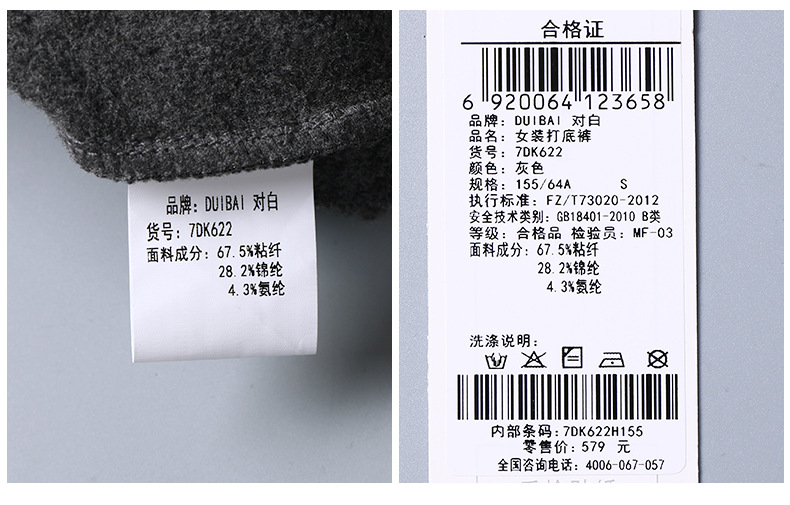 品牌: DUIBAI 对白
货号: 7DK622
面料成分: 67.5%粘纤
28.2%锦纶
4.3%氨纶
合格证
6 920064 123658
品牌: DUIBAI 对白
品名: 女装打底裤
货号: 7DK622
颜色: 灰色
规格: 155/64A S
执行标准: FZ/T73020-2012
安全技术类别: GB18401-2010 B类
等级: 合格品 检验员: MF-03
面料成分: 67.5%粘纤
28.2%锦纶
4.3%氨纶
洗涤说明:
内部条码: 7DK622H155
零售价: 579 元
全国咨询电话: 4006-067-057